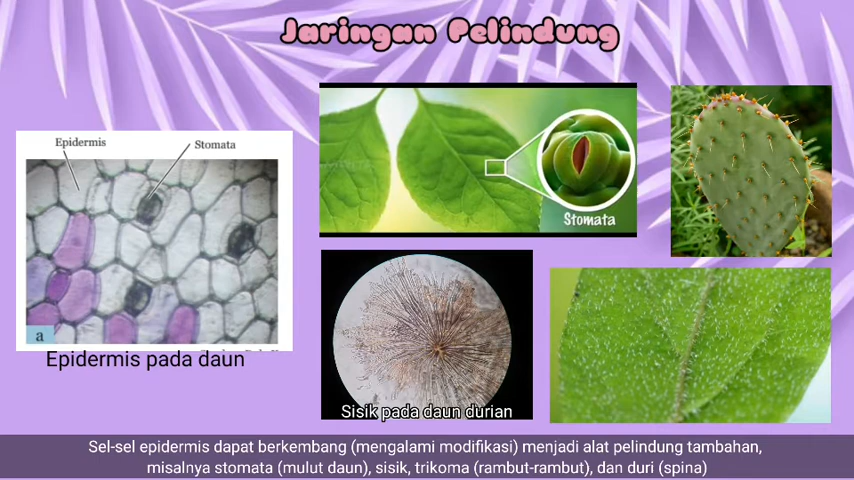 Jaringan Pelindung
Epidermis
Stomata
a
Epidermis pada daun
Stomata
Sisik pada daun durian
Sel-sel epidermis dapat berkembang (mengalami modifikasi) menjadi alat pelindung tambahan,
misalnya stomata (mulut daun), sisik, trikoma (rambut-rambut), dan duri (spina)